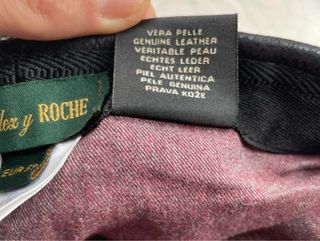 VERA PELLE
GENUINE LEATHER
VERITABLE PEAU
ECHTES LEDER
ECHT LEER
PIEL AUTENTICA
PELE GENUINA
PRAVA KOŽE
y ROCHE